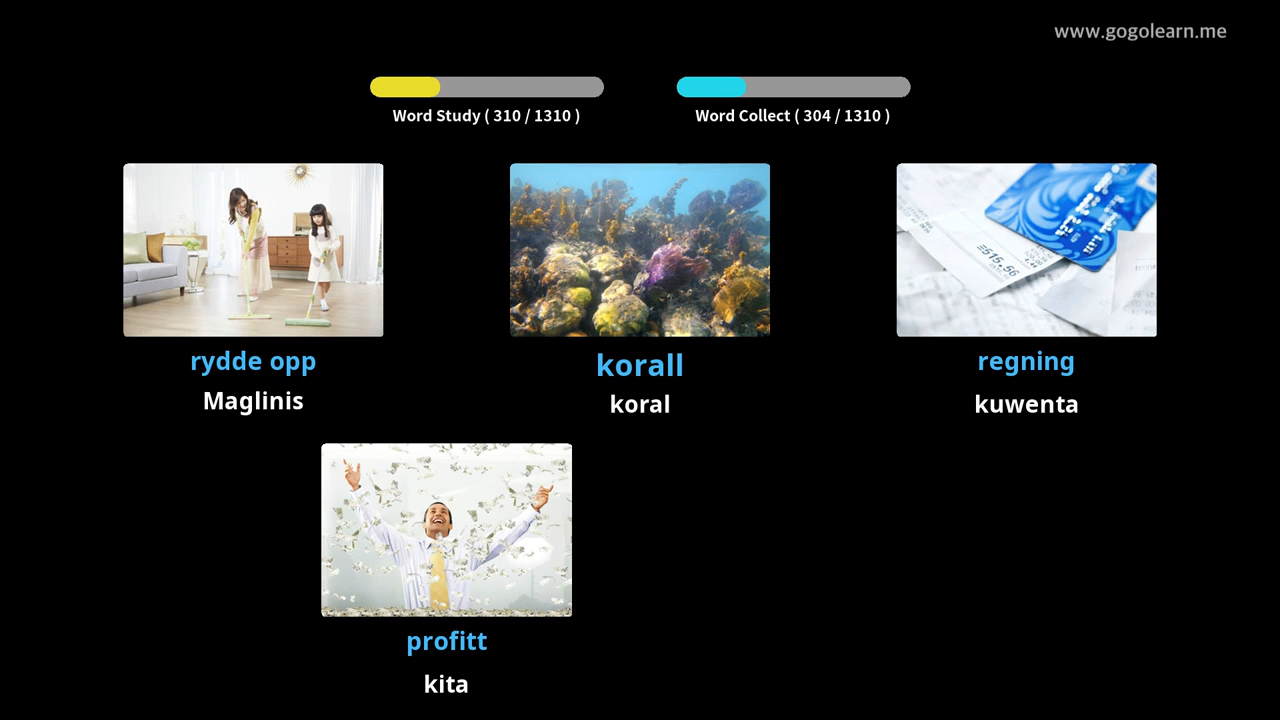 www.gogolearn.me
Word Study ( 310 / 1310 )
Word Collect ( 304 / 1310 )
rydde opp
Maglinis
korall
koral
regning
kuwenta
profitt
kita